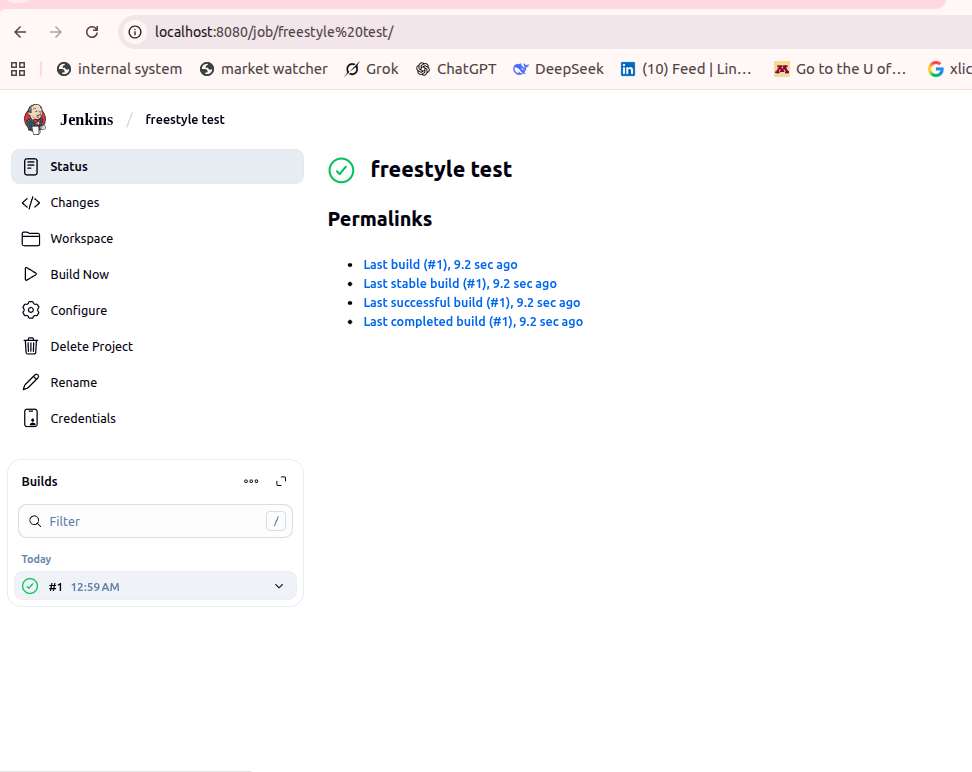 localhost:8080/job/freestyle%20test/
internal system market watcher Grok ChatGPT DeepSeek (10) Feed | Lin... Go to the U of... xlic
Jenkins / freestyle test
Status
Changes
Workspace
Build Now
Configure
Delete Project
Rename
Credentials
freestyle test
Permalinks
Last build (#1), 9.2 sec ago
Last stable build (#1), 9.2 sec ago
Last successful build (#1), 9.2 sec ago
Last completed build (#1), 9.2 sec ago
Builds
Filter /
Today
#1 12:59 AM